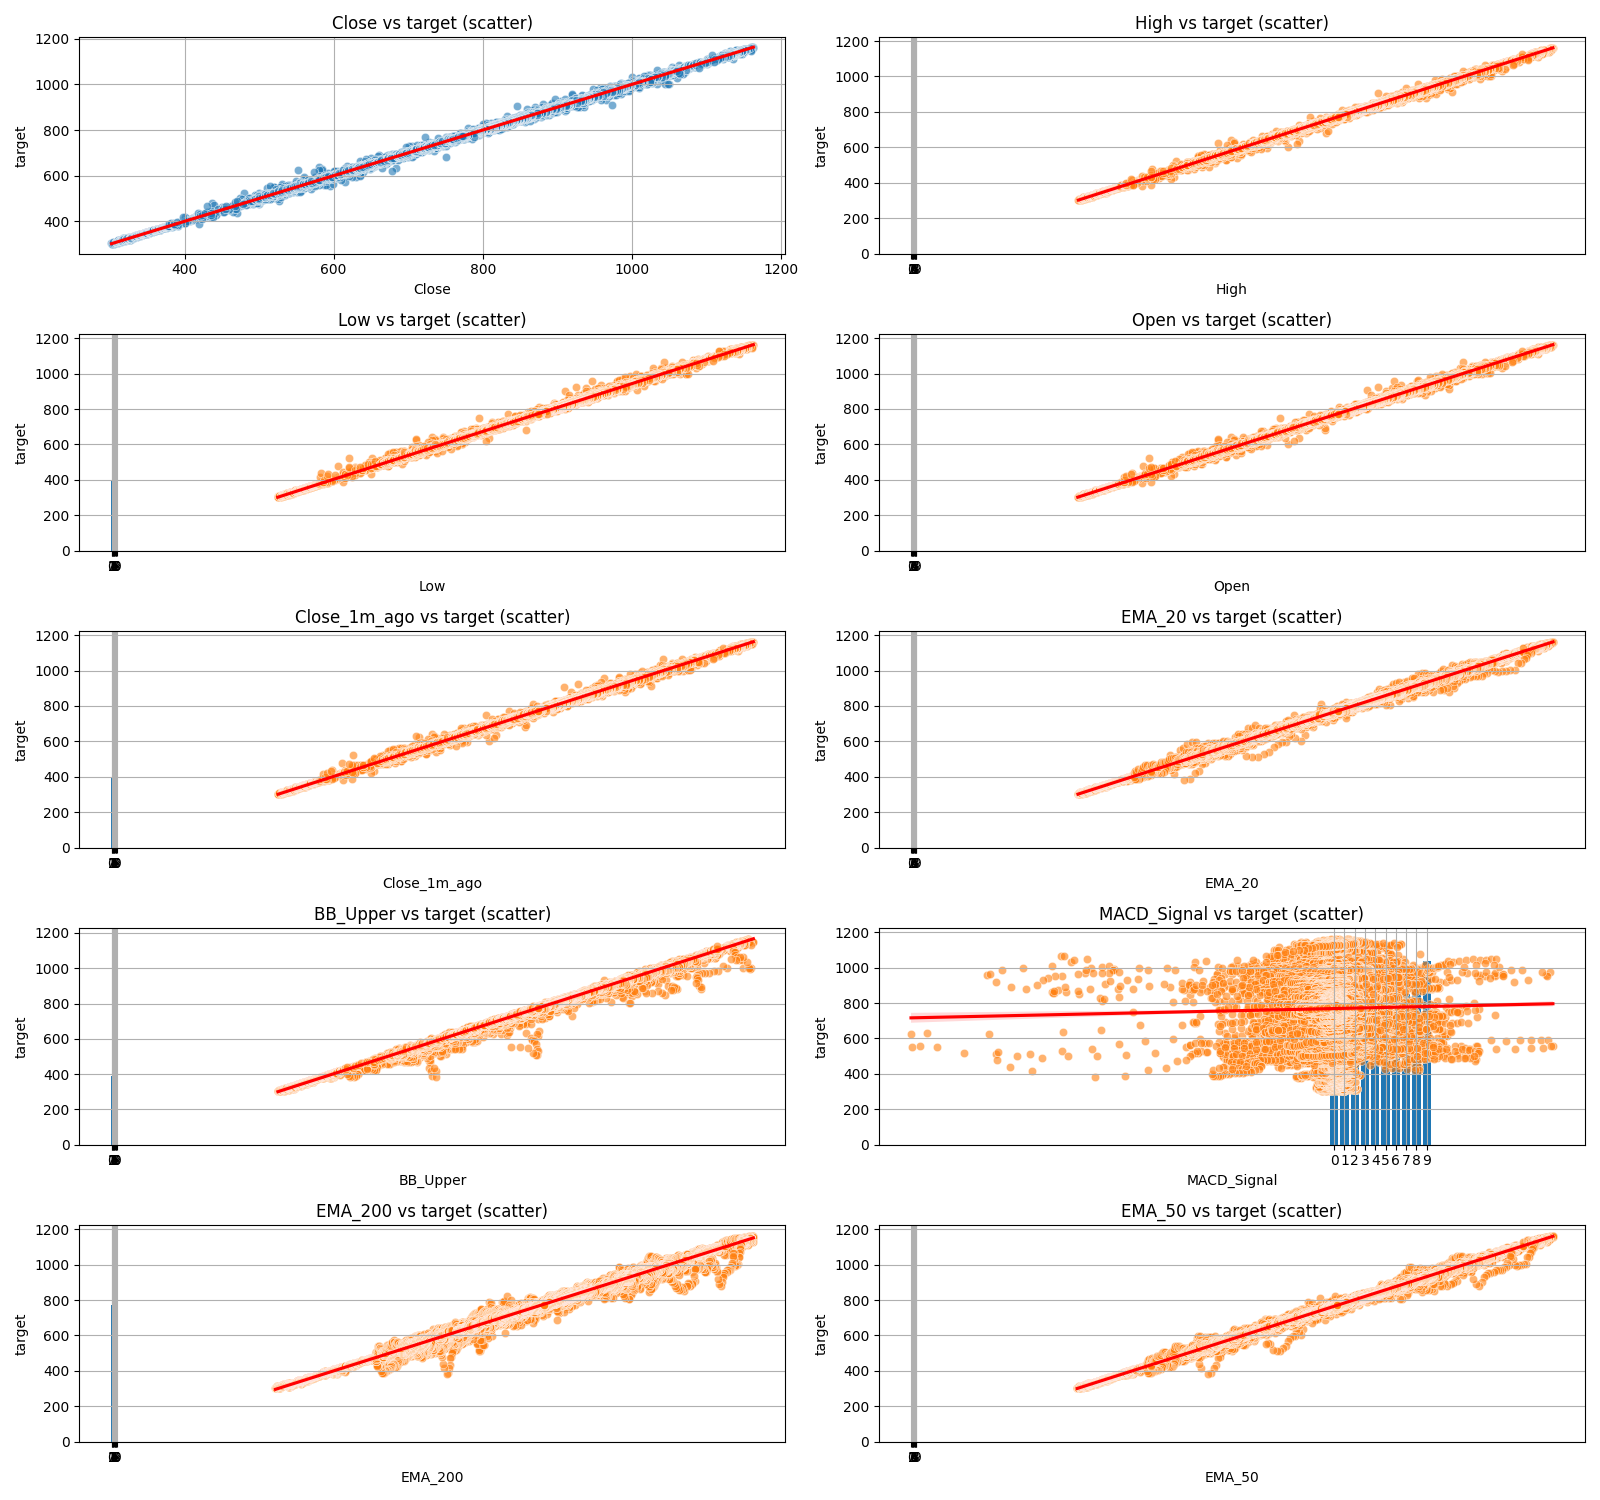 Close vs target (scatter)
1200
1000
800
600
400
target
400 600 800 1000 1200
Close
High vs target (scatter)
1200
1000
800
600
400
200
0
target
High
Low vs target (scatter)
1200
1000
800
600
400
200
0
target
Low
Open vs target (scatter)
1200
1000
800
600
400
200
0
target
Open
Close_1m_ago vs target (scatter)
1200
1000
800
600
400
200
0
target
Close_1m_ago
EMA_20 vs target (scatter)
1200
1000
800
600
400
200
0
target
EMA_20
BB_Upper vs target (scatter)
1200
1000
800
600
400
200
0
target
BB_Upper
MACD_Signal vs target (scatter)
1200
1000
800
600
400
200
0
target
0 1 2 3 4 5 6 7 8 9
MACD_Signal
EMA_200 vs target (scatter)
1200
1000
800
600
400
200
0
target
EMA_200
EMA_50 vs target (scatter)
1200
1000
800
600
400
200
0
target
EMA_50